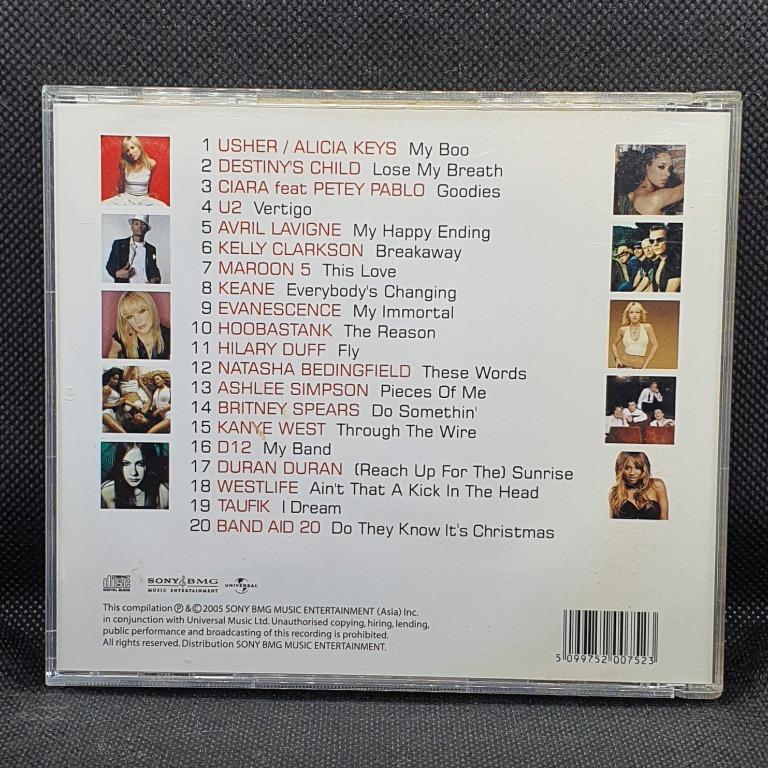 1 USHER / ALICIA KEYS My Boo
2 DESTINY'S CHILD Lose My Breath
3 CIARA feat PETEY PABLO Goodies
4 U2 Vertigo
5 AVRIL LAVIGNE My Happy Ending
6 KELLY CLARKSON Breakaway
7 MAROON 5 This Love
8 KEANE Everybody's Changing
9 EVANESCENCE My Immortal
10 HOOBASTANK The Reason
11 HILARY DUFF Fly
12 NATASHA BEDINGFIELD These Words
13 ASHLEE SIMPSON Pieces Of Me
14 BRITNEY SPEARS Do Somethin'
15 KANYE WEST Through The Wire
16 D12 My Band
17 DURAN DURAN (Reach Up For The) Sunrise
18 WESTLIFE Ain't That A Kick In The Head
19 TAUFIK I Dream
20 BAND AID 20 Do They Know It's Christmas
COMPACT disc DIGITAL AUDIO
SONY BMG MUSIC ENTERTAINMENT
UNIVERSAL
This compilation ℗ & © 2005 SONY BMG MUSIC ENTERTAINMENT (Asia) Inc.
in conjunction with Universal Music Ltd. Unauthorised copying, hiring, lending,
public performance and broadcasting of this recording is prohibited.
All rights reserved. Distribution SONY BMG MUSIC ENTERTAINMENT.
5 099752 007523